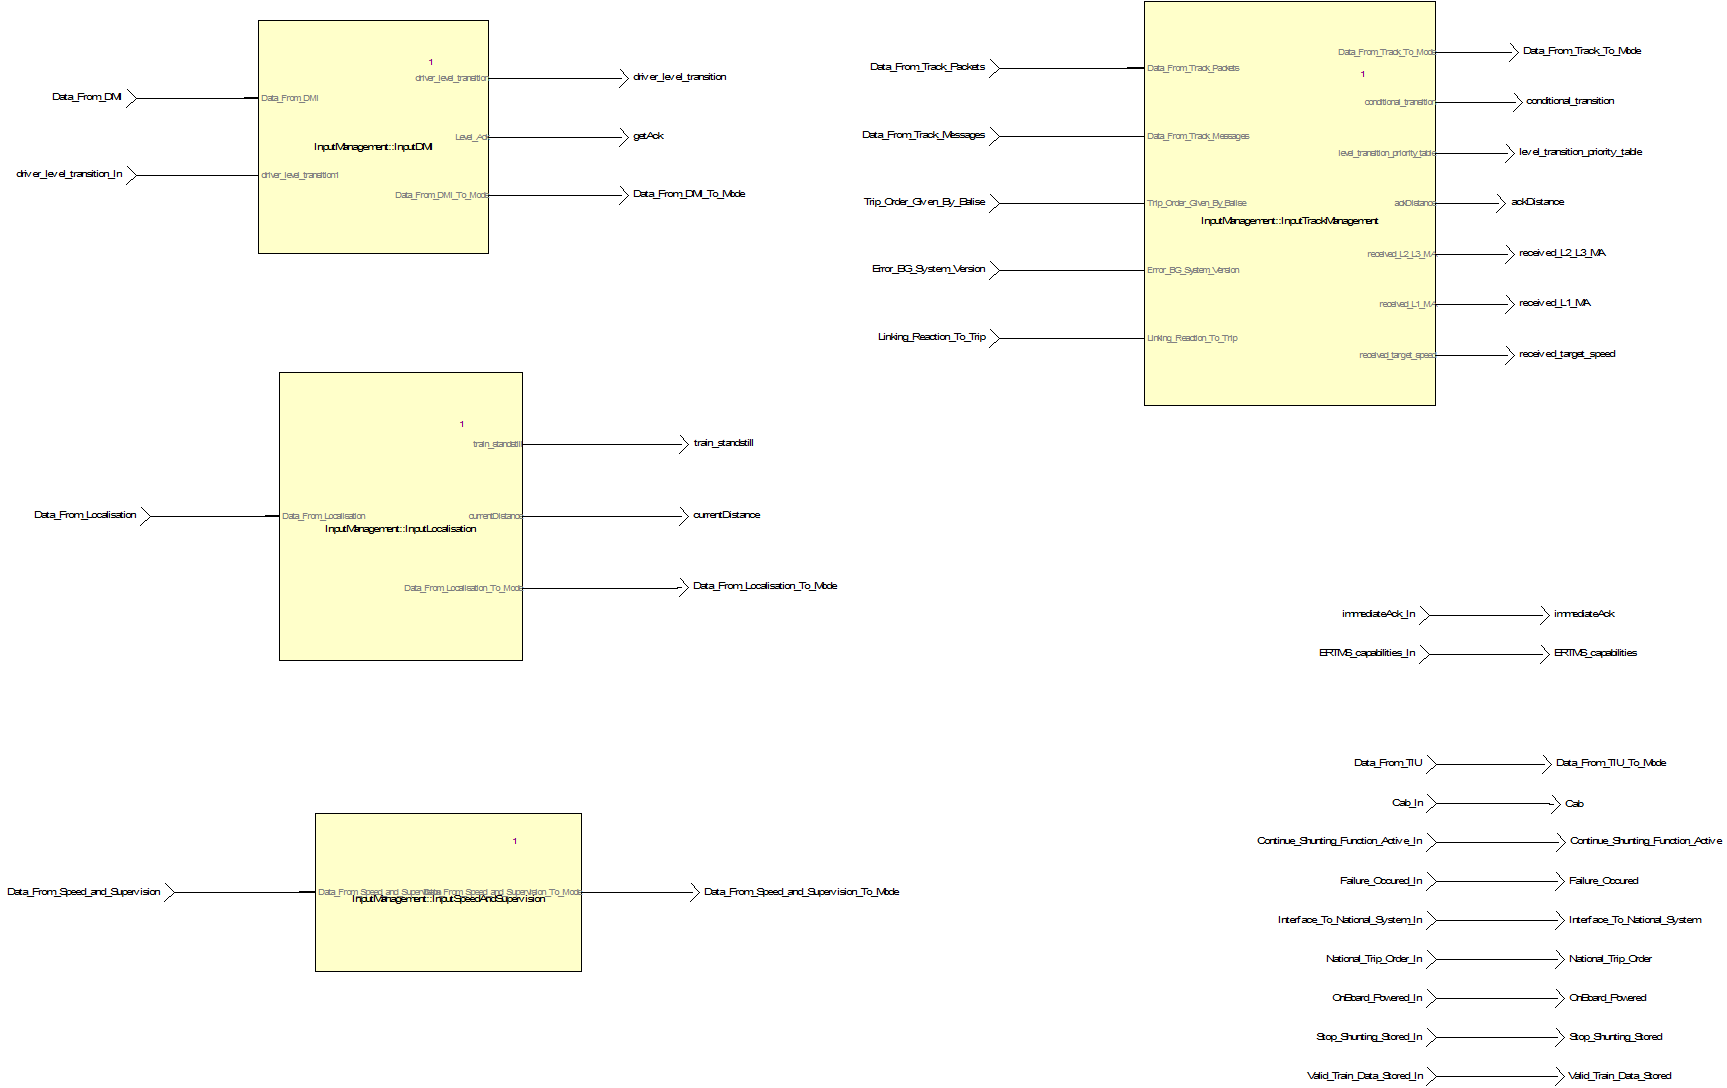 Data_From_DMI
driver_level_transition_In
1
driver_level_transition
Data_From_DMI
Level_Ack
InputManagement::InputDMI
driver_level_transition1
Data_From_DMI_To_Mode
driver_level_transition
getAck
Data_From_DMI_To_Mode
Data_From_Track_Packets
Data_From_Track_Messages
Trip_Order_Given_By_Balise
Error_BG_System_Version
Linking_Reaction_To_Trip
Data_From_Track_To_Mode
Data_From_Track_Packets
1
conditional_transition
Data_From_Track_Messages
level_transition_priority_table
Trip_Order_Given_By_Balise
ackDistance
InputManagement::InputTrackManagement
received_L2_L3_MA
Error_BG_System_Version
received_L1_MA
Linking_Reaction_To_Trip
received_target_speed
Data_From_Track_To_Mode
conditional_transition
level_transition_priority_table
ackDistance
received_L2_L3_MA
received_L1_MA
received_target_speed
Data_From_Localisation
1
train_standstill
Data_From_Localisation
currentDistance
InputManagement::InputLocalisation
Data_From_Localisation_To_Mode
train_standstill
currentDistance
Data_From_Localisation_To_Mode
immediateAck_In
immediateAck
ERTMS_capabilities_In
ERTMS_capabilities
Data_From_Speed_and_Supervision
1
Data_From_Speed_and_Supervision
Data_From_Speed_and_Supervision_To_Mode
InputManagement::InputSpeedAndSupervision
Data_From_Speed_and_Supervision_To_Mode
Data_From_TIU
Data_From_TIU_To_Mode
Cab_In
Cab
Continue_Shunting_Function_Active_In
Continue_Shunting_Function_Active
Failure_Occured_In
Failure_Occured
Interface_To_National_System_In
Interface_To_National_System
National_Trip_Order_In
National_Trip_Order
OnBoard_Powered_In
OnBoard_Powered
Stop_Shunting_Stored_In
Stop_Shunting_Stored
Valid_Train_Data_Stored_In
Valid_Train_Data_Stored